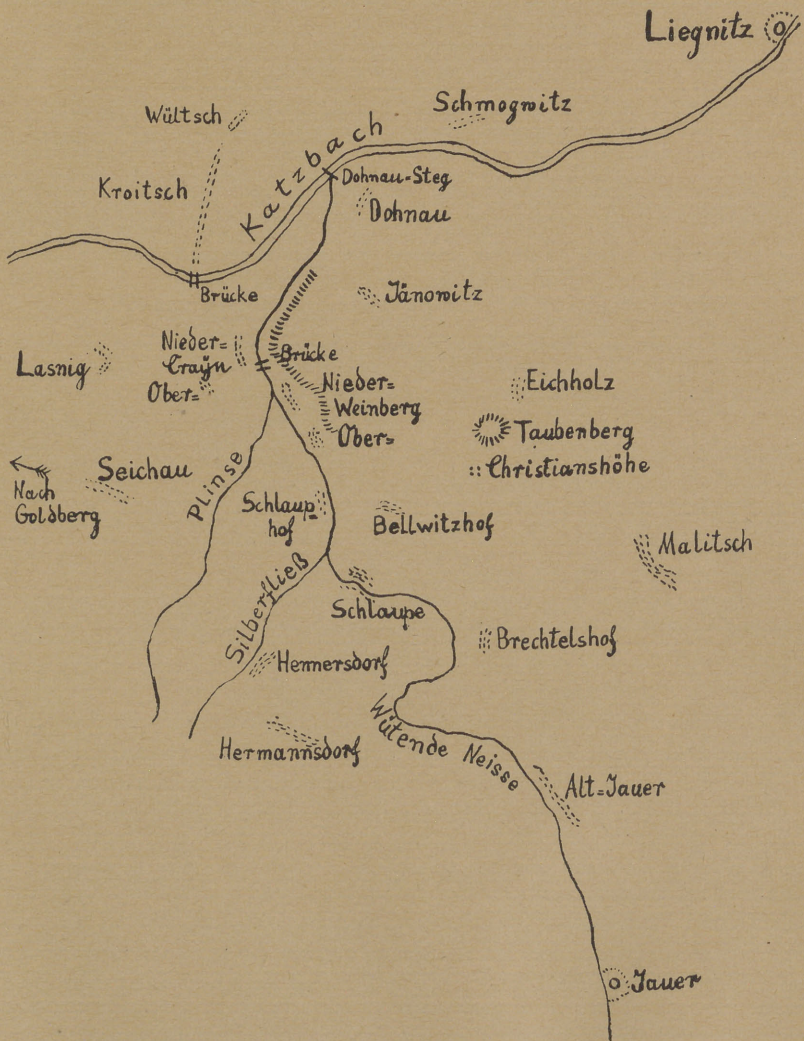 Liegnitz
Wültsch
Schmogwitz
Katzbach
Kroitsch
Dohnau-Steg
Dohnau
Brücke
Jänowitz
Nieder=
Crayn
Ober=
Brücke
Lasnig
Nieder=
Weinberg
Ober=
Eichholz
Taubenberg
Christianshöhe
Nach
Goldberg
Seichau
Plinse
Schlaup=
hof
Bellwitzhof
Malitsch
Silberfließ
Schlaupe
Brechtelshof
Hennersdorf
Hermannsdorf
Wütende Neisse
Alt=Jauer
Jauer